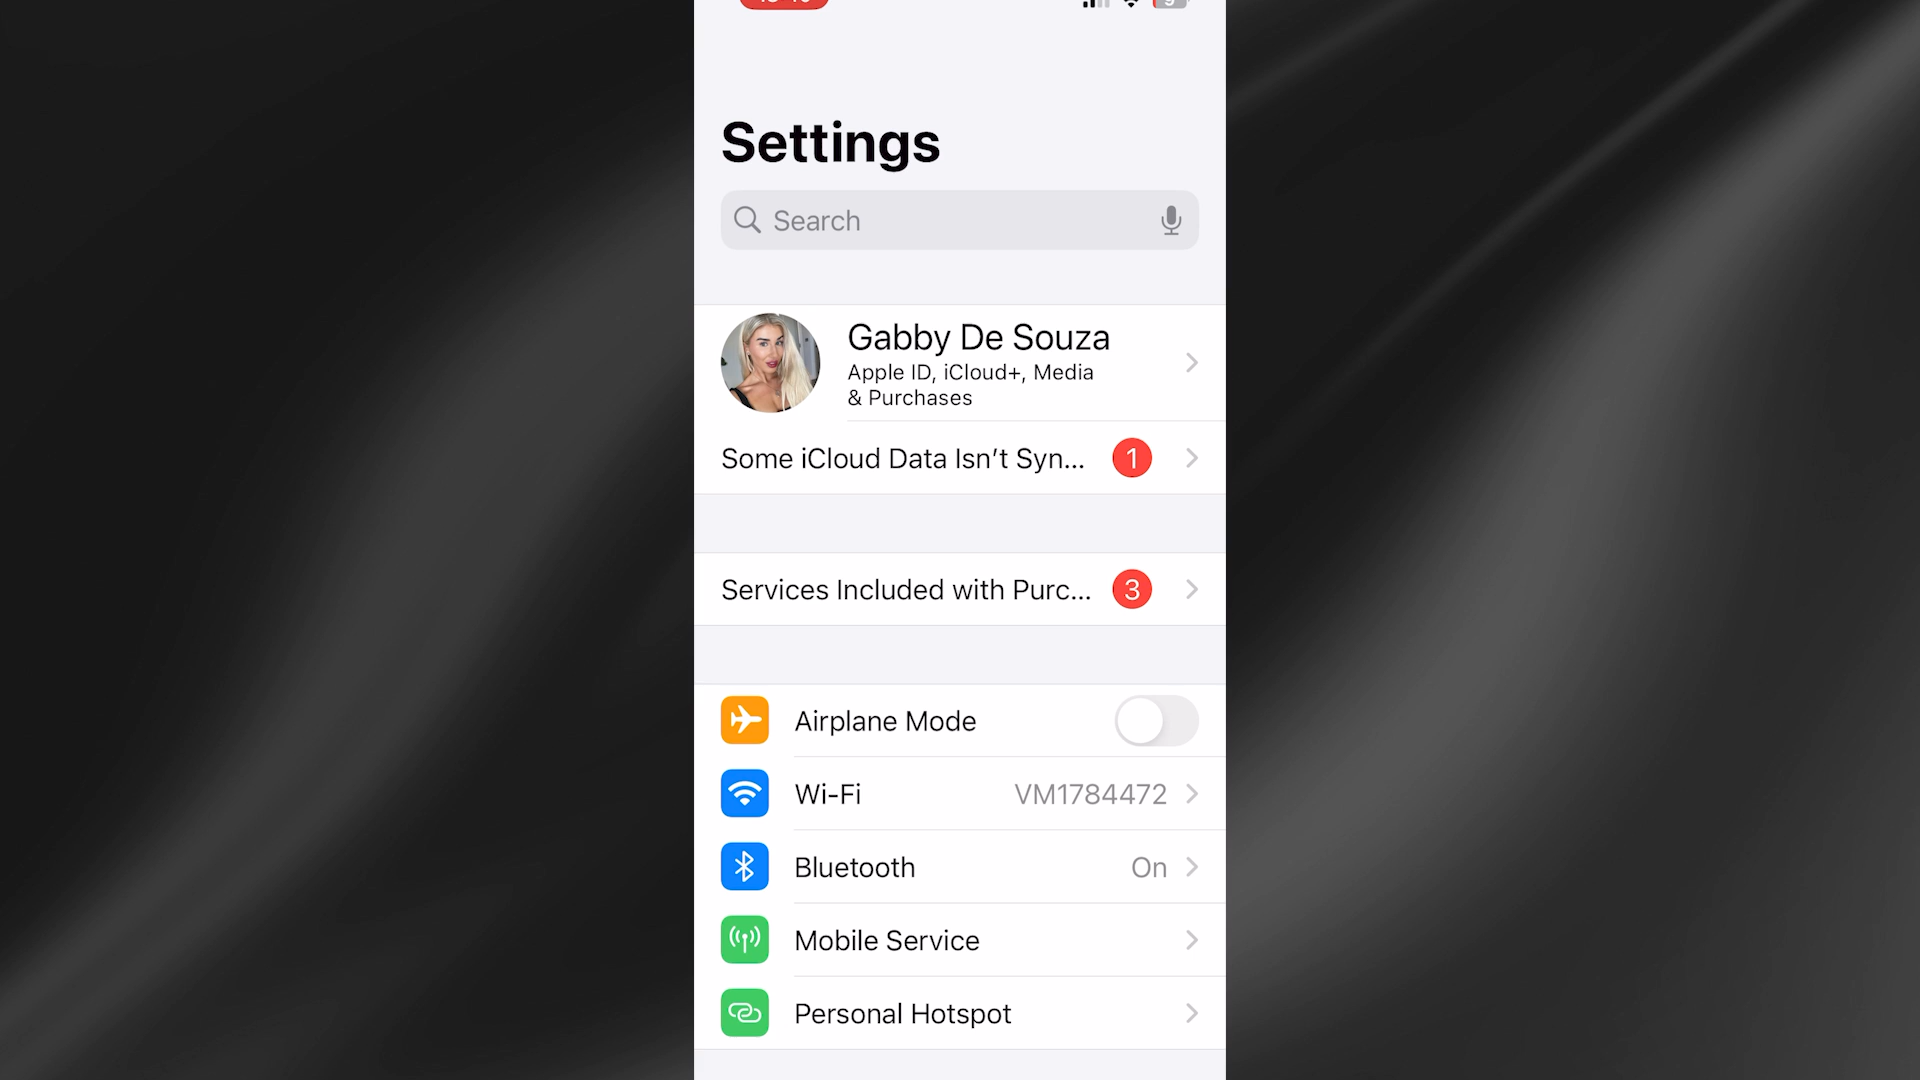 Settings
Search
Gabby De Souza
Apple ID, iCloud+, Media
& Purchases
Some iCloud Data Isn’t Syn... 1
Services Included with Purc... 3
Airplane Mode
Wi-Fi VM1784472
Bluetooth On
Mobile Service
Personal Hotspot